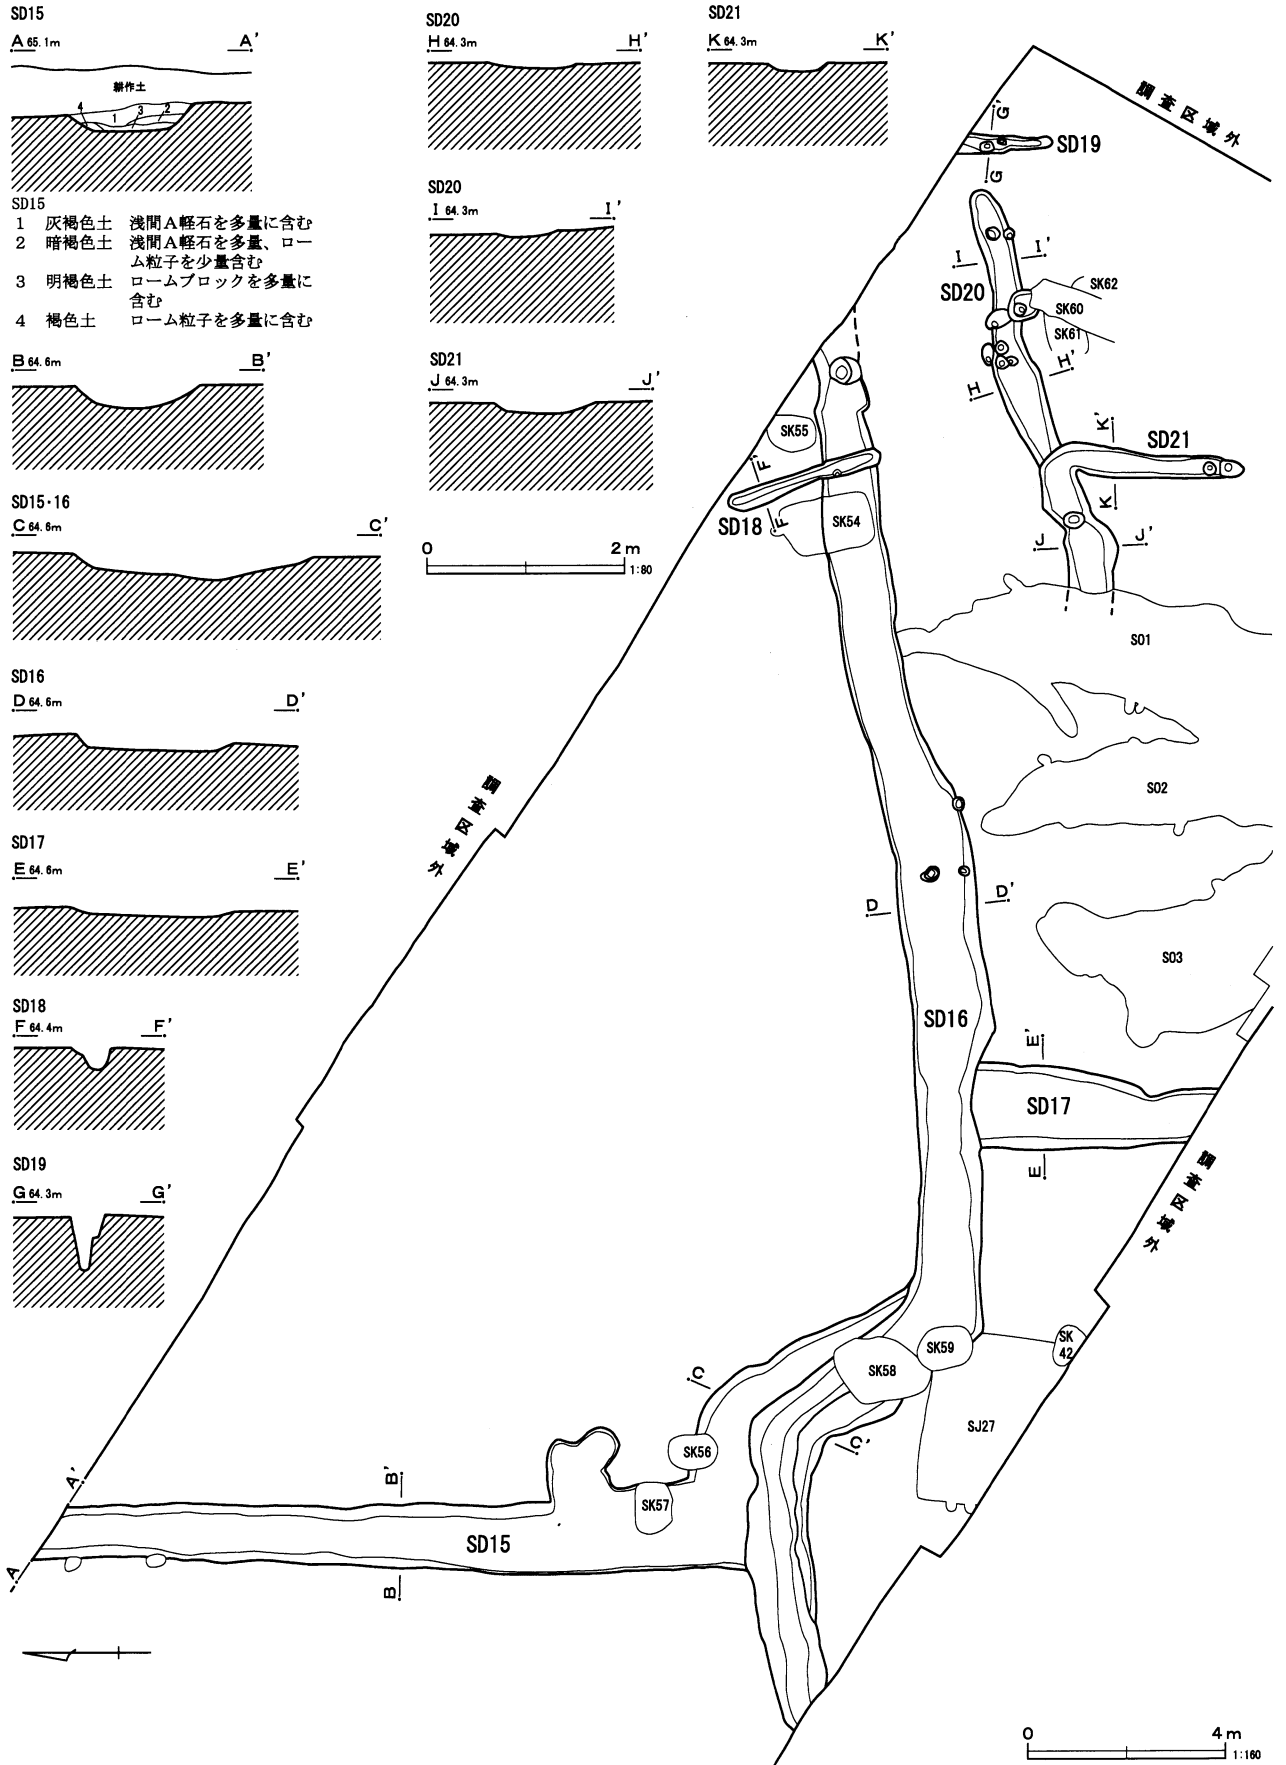 SD15
A 65.1m A'
耕作土
4 1 3 2
SD15
1 灰褐色土 浅間A軽石を多量に含む
2 暗褐色土 浅間A軽石を多量、ロー
ム粒子を少量含む
3 明褐色土 ロームブロックを多量に
含む
4 褐色土 ローム粒子を多量に含む
B 64.6m B'
SD15・16
C 64.6m C'
SD16
D 64.6m D'
SD17
E 64.6m E'
SD18
F 64.4m F'
SD19
G 64.3m G'
SD20
H 64.3m H'
SD20
I 64.3m I'
SD21
J 64.3m J'
0 2m
1:80
SD21
K 64.3m K'
調査区域外
G'
SD19
G
I I'
SD20
SK62
SK60
SK61
H H'
K'
SD21
K
SK55
F'
SD18
F
SK54
J J'
S01
S02
調査区域外
D D'
S03
SD16
E'
SD17
E
調査区域外
SK59
SK
42
SK58
C
SJ27
C'
SK56
SK57
A'
B'
SD15
A
B
0 4m
1:160